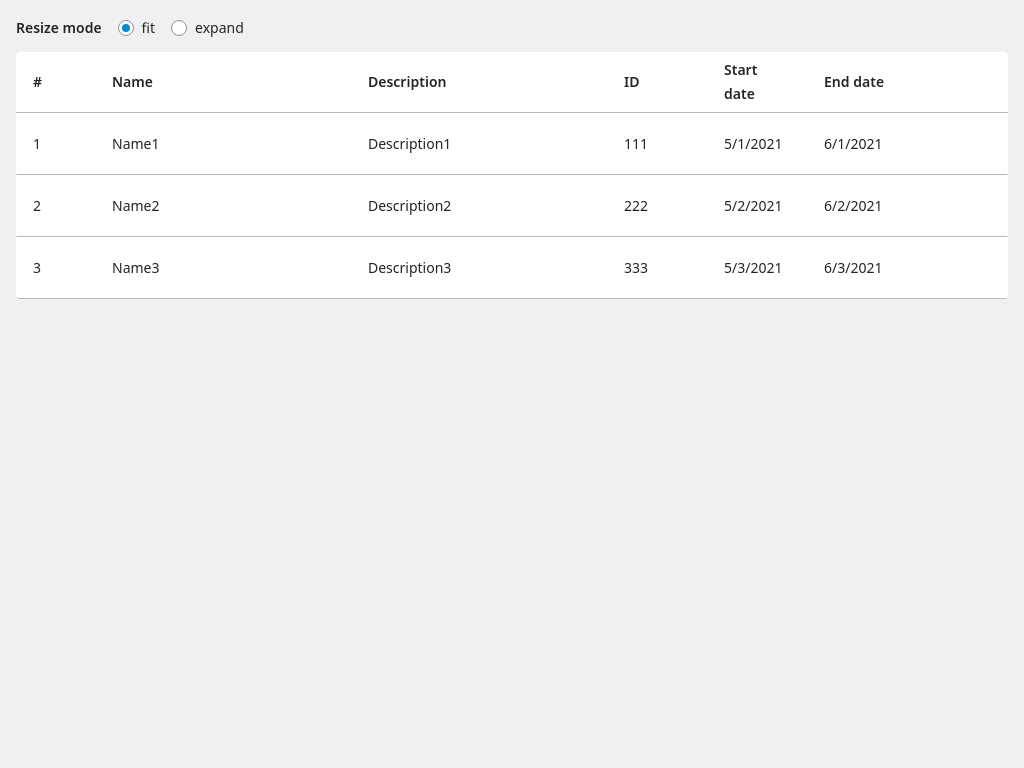 Resize mode fit expand
# Name Description ID Start date End date
1 Name1 Description1 111 5/1/2021 6/1/2021
2 Name2 Description2 222 5/2/2021 6/2/2021
3 Name3 Description3 333 5/3/2021 6/3/2021